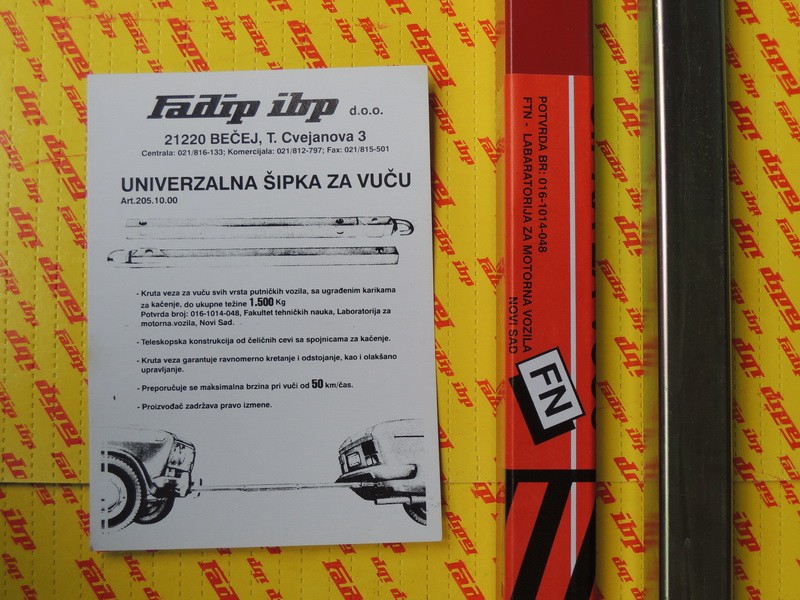 Fadip ibp d.o.o.
21220 BEČEJ, T. Cvejanova 3
Centrala: 021/816-133; Komercijala: 021/812-797; Fax: 021/815-501
UNIVERZALNA ŠIPKA ZA VUČU
Art.205.10.00
- Kruta veza za vuču svih vrsta putničkih vozila, sa ugrađenim karikama
za kačenje, do ukupne težine 1.500 Kg
Potvrda broj: 016-1014-048, Fakultet tehničkih nauka, Laboratorija za
motorna.vozila, Novi Sad.
- Teleskopska konstrukcija od čeličnih cevi sa spojnicama za kačenje.
- Kruta veza garantuje ravnomerno kretanje i odstojanje, kao i olakšano
upravljanje.
- Preporučuje se maksimalna brzina pri vuči od 50 km/čas.
- Proizvođač zadržava pravo izmene.
POTVRDA BR: 016-1014-048
FTN - LABARATORIJA ZA MOTORNA VOZILA
NOVI SAD
FN
fadip ibp